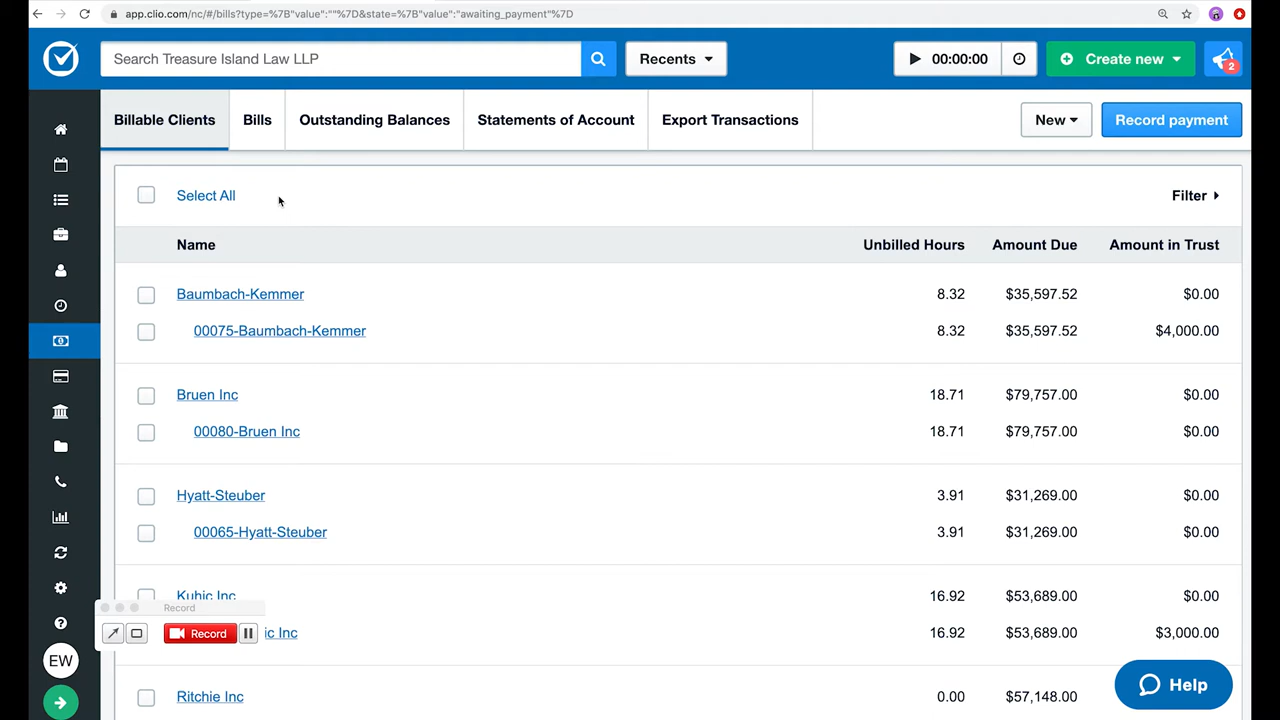 app.clio.com/nc/#/bills?type=%7B"value":""%7D&state=%7B"value":"awaiting_payment"%7D
Search Treasure Island Law LLP
Recents
00:00:00
Create new
2
Billable Clients
Bills
Outstanding Balances
Statements of Account
Export Transactions
New
Record payment
Select All
Filter
Name Unbilled Hours Amount Due Amount in Trust
Baumbach-Kemmer 8.32 $35,597.52 $0.00
00075-Baumbach-Kemmer 8.32 $35,597.52 $4,000.00
Bruen Inc 18.71 $79,757.00 $0.00
00080-Bruen Inc 18.71 $79,757.00 $0.00
Hyatt-Steuber 3.91 $31,269.00 $0.00
00065-Hyatt-Steuber 3.91 $31,269.00 $0.00
Kuhic Inc 16.92 $53,689.00 $0.00
Record
Record
ic Inc 16.92 $53,689.00 $3,000.00
EW
Ritchie Inc 0.00 $57,148.00
Help